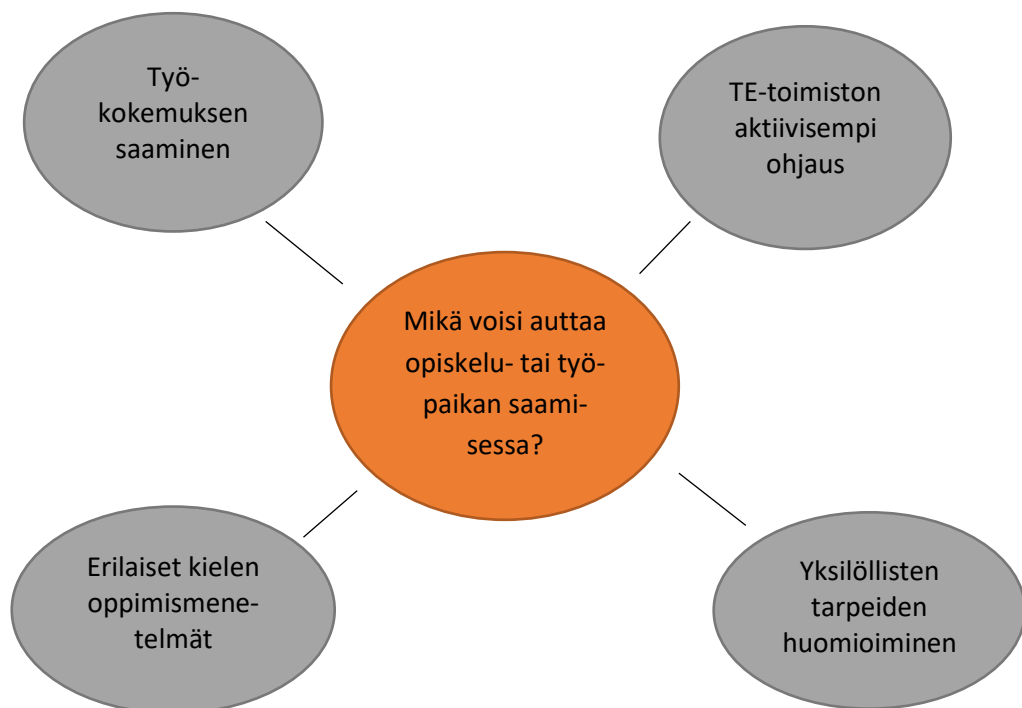 Työ-
kokemuksen
saaminen
TE-toimiston
aktiivisempi
ohjaus
Mikä voisi auttaa
opiskelu- tai työ-
paikan saami-
sessa?
Erilaiset kielen
oppimismene-
telmät
Yksilöllisten
tarpeiden
huomioiminen